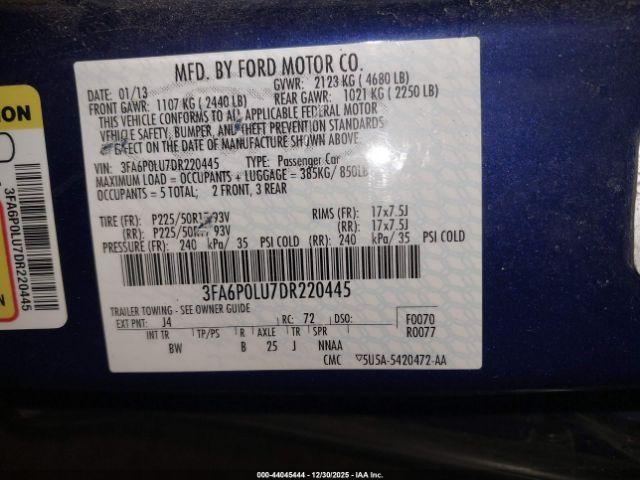 MFD. BY FORD MOTOR CO.
DATE: 01/13 GVWR: 2123 KG ( 4680 LB)
FRONT GAWR: 1107 KG ( 2440 LB) REAR GAWR: 1021 KG ( 2250 LB)
THIS VEHICLE CONFORMS TO ALL APPLICABLE FEDERAL MOTOR
VEHICLE SAFETY, BUMPER, AND THEFT PREVENTION STANDARDS
IN EFFECT ON THE DATE OF MANUFACTURE SHOWN ABOVE.
VIN: 3FA6P0LU7DR220445 TYPE: Passenger Car
MAXIMUM LOAD = OCCUPANTS + LUGGAGE = 385KG/ 850LB
OCCUPANTS = 5 TOTAL; 2 FRONT, 3 REAR
TIRE (FR): P225/50R17 93V RIMS (FR): 17x7.5J
(RR): P225/50R17 93V (RR): 17x7.5J
PRESSURE (FR): 240 kPa/ 35 PSI COLD (RR): 240 kPa/ 35 PSI COLD
3FA6P0LU7DR220445
TRAILER TOWING - SEE OWNER GUIDE
EXT PNT: J4 RC: 72 DSO: F0070
INT TR TP/PS R AXLE TR SPR R0077
BW B 25 J NNAA
CMC ▽5U5A-5420472-AA
ION
3FA6P0LU7DR220445
000-44045444 - 12/30/2025 - IAA Inc.